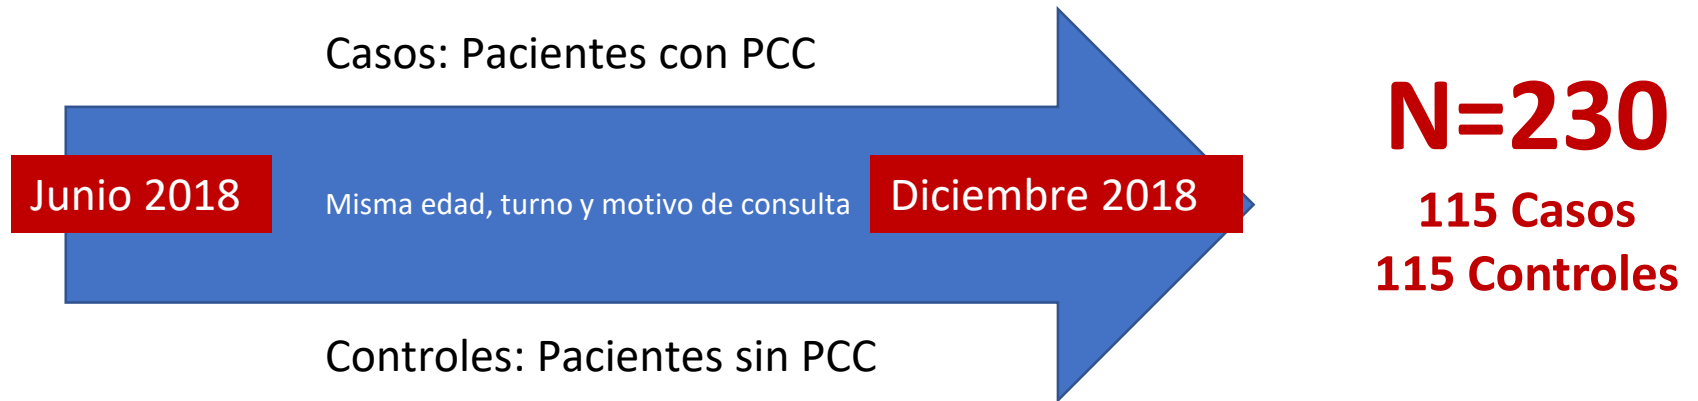 Casos: Pacientes con PCC
Junio 2018
Misma edad, turno y motivo de consulta
Diciembre 2018
Controles: Pacientes sin PCC
N=230
115 Casos
115 Controles